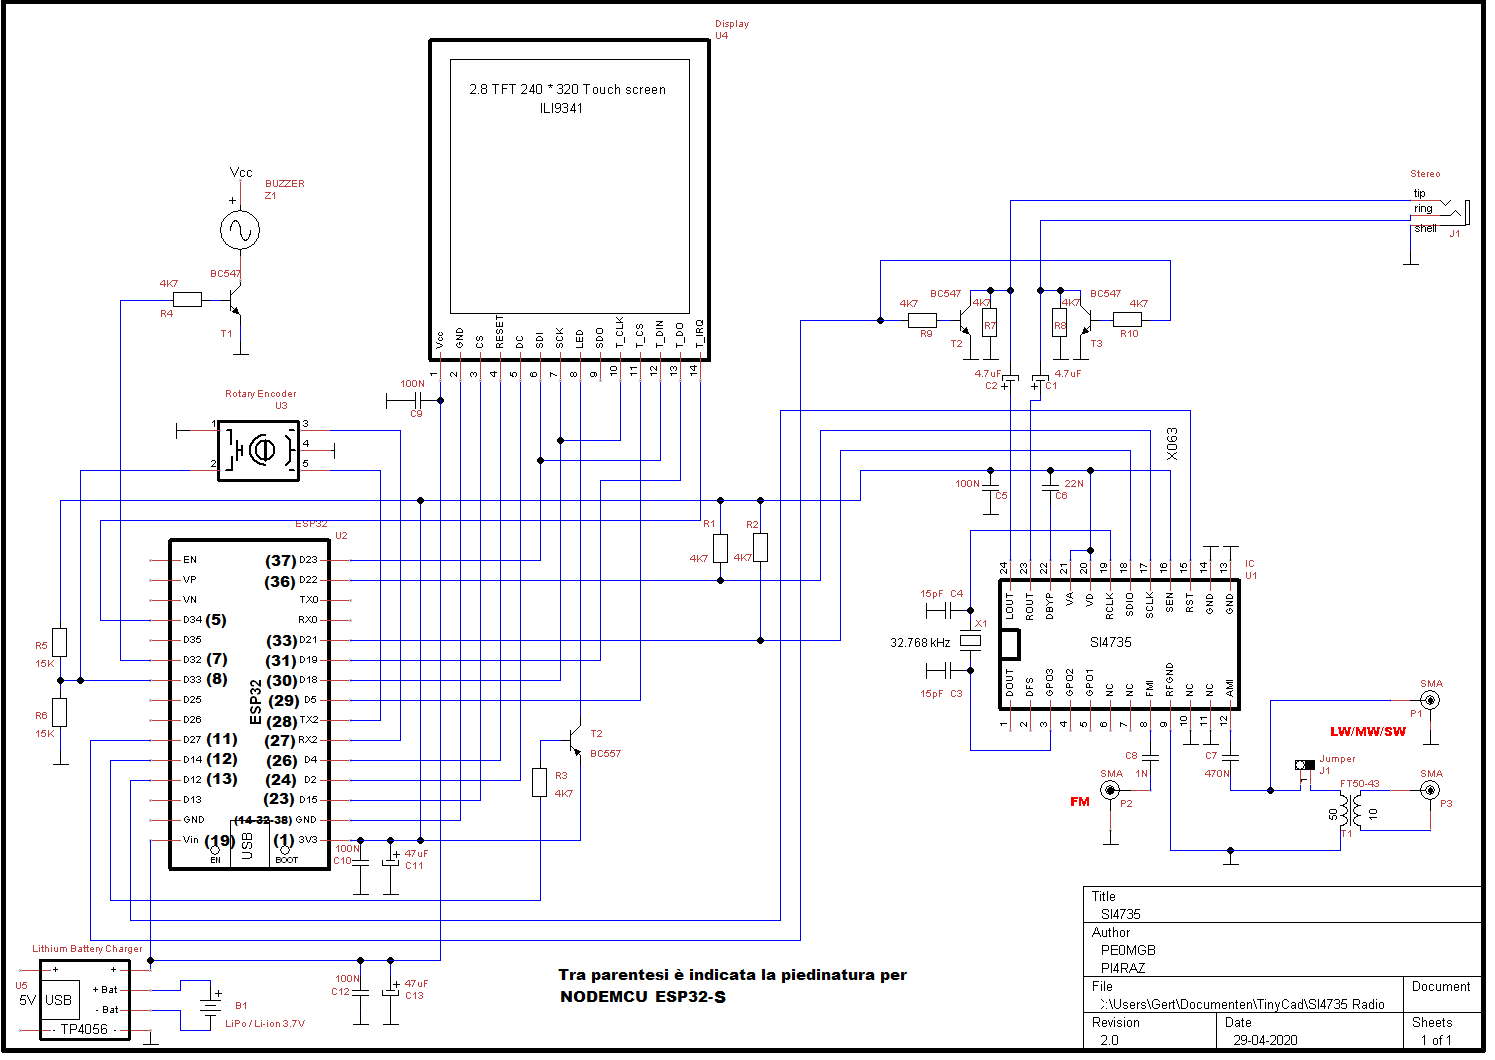 Display
U4
2.8 TFT 240 * 320 Touch screen
ILI9341
Vcc
GND
CS
RESET
DC
SDI
SCK
LED
SDO
T_CLK
T_CS
T_DIN
T_DO
T_IRQ
1
2
3
4
5
6
7
8
9
10
11
12
13
14
Vcc
+
BUZZER
Z1
BC547
4K7
R4
T1
100N
C9
Rotary Encoder
U3
1
2
3
4
5
Stereo
tip
ring
shell
J1
4K7
R9
BC547
T2
4K7
R7
4K7
R8
BC547
T3
4K7
R10
4.7uF
C2
+
4.7uF
C1
+
X063
100N
C5
22N
C6
R1
4K7
R2
4K7
ESP32
U2
EN
VP
VN
D34 (5)
D35
D32 (7)
D33 (8)
D25
D26
D27 (11)
D14 (12)
D12 (13)
D13
GND
Vin (19)
(37) D23
(36) D22
TX0
RX0
(33) D21
(31) D19
(30) D18
(29) D5
(28) TX2
(27) RX2
(26) D4
(24) D2
(23) D15
(14-32-38) GND
(1) 3V3
ESP32
USB
EN
BOOT
R5
15K
R6
15K
T2
BC557
R3
4K7
100N
C10
+
47uF
C11
24
23
22
21
20
19
18
17
16
15
14
13
IC
U1
LOUT
ROUT
DBYP
VA
VD
RCLK
SDIO
SCLK
SEN
RST
GND
GND
SI4735
DOUT
DFS
GPO3
GPO2
GPO1
NC
NC
FMI
RFGND
NC
NC
AMI
1
2
3
4
5
6
7
8
9
10
11
12
15pF C4
X1
32.768 kHz
15pF C3
C8
1N
C7
470N
SMA
P2
FM
SMA
P1
LW/MW/SW
Jumper
J1
FT50-43
50
10
T1
SMA
P3
Lithium Battery Charger
U5
5V
USB
+
+
+ Bat
- Bat
- TP4056 -
+
B1
LiPo / Li-ion 3.7V
100N
C12
+
47uF
C13
Tra parentesi è indicata la piedinatura per
NODEMCU ESP32-S
Title
SI4735
Author
PE0MGB
PI4RAZ
File
:\Users\Gert\Documenten\TinyCad\SI4735 Radio
Document
Revision
2.0
Date
29-04-2020
Sheets
1 of 1